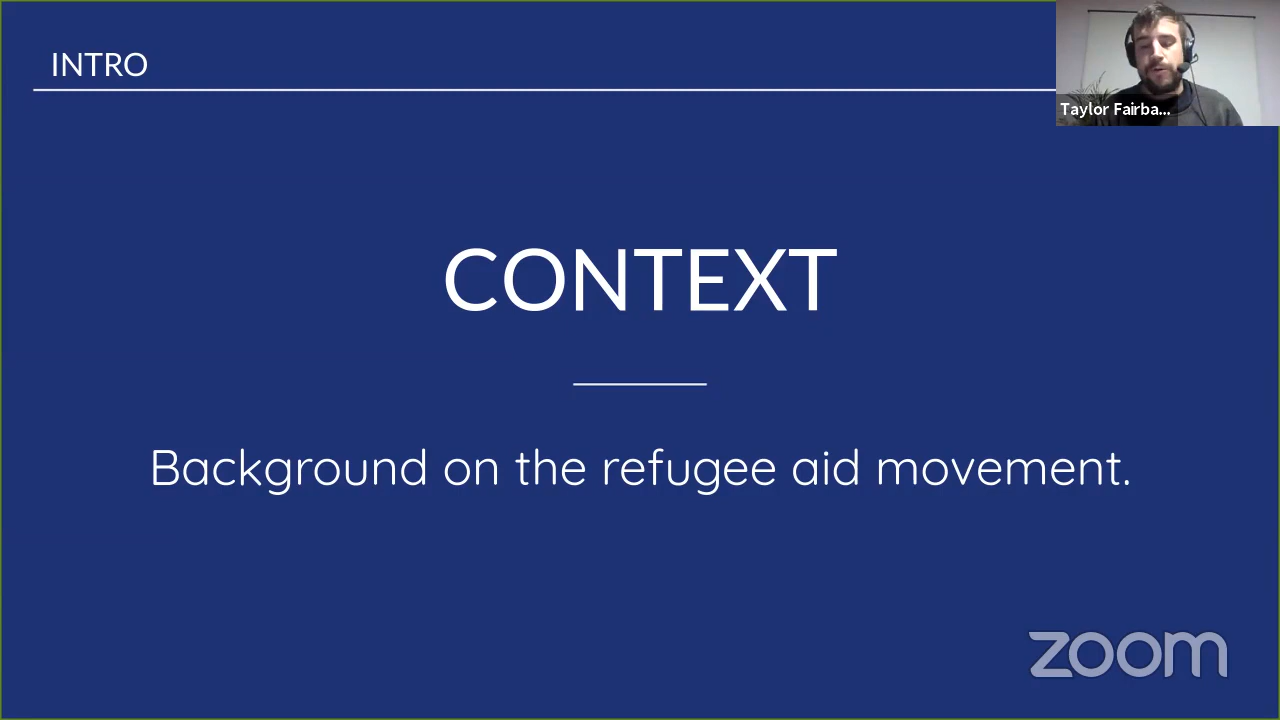 INTRO
Taylor Fairba...
CONTEXT
Background on the refugee aid movement.
zoom